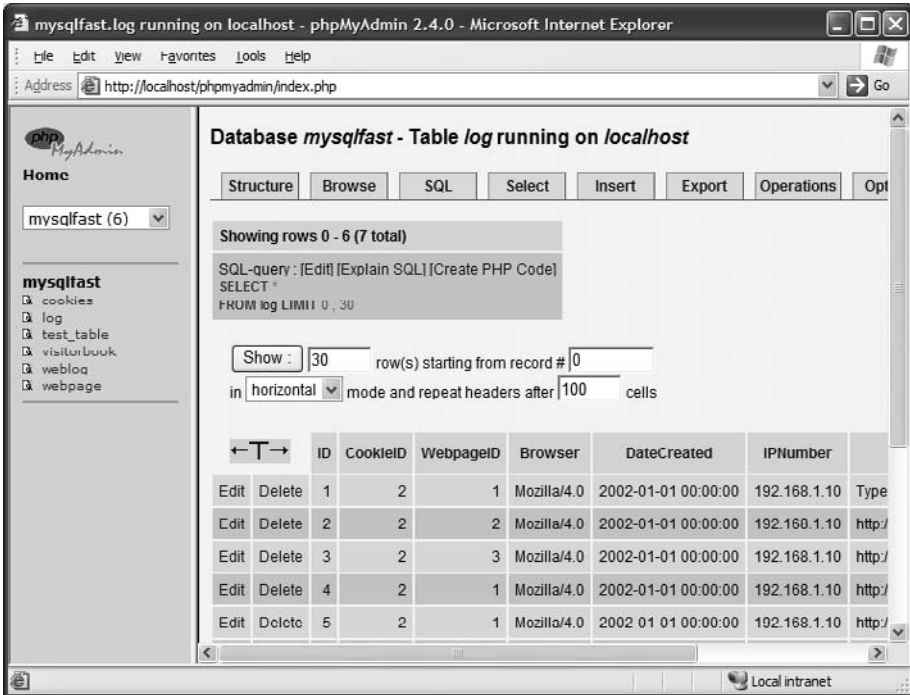 mysqlfast.log running on localhost - phpMyAdmin 2.4.0 - Microsoft Internet Explorer
File Edit View Favorites Tools Help
Address http://localhost/phpmyadmin/index.php Go
php
MyAdmin
Home
mysqlfast (6)
mysqlfast
cookies
log
test_table
visitorbook
weblog
webpage
Database mysqlfast - Table log running on localhost
Structure Browse SQL Select Insert Export Operations Opt
Showing rows 0 - 6 (7 total)
SQL-query : [Edit] [Explain SQL] [Create PHP Code]
SELECT *
FROM log LIMIT 0 , 30
Show : 30 row(s) starting from record # 0
in horizontal mode and repeat headers after 100 cells
←T→ ID CookieID WebpageID Browser DateCreated IPNumber
Edit Delete 1 2 1 Mozilla/4.0 2002-01-01 00:00:00 192.168.1.10 Type
Edit Delete 2 2 2 Mozilla/4.0 2002-01-01 00:00:00 192.168.1.10 http:/
Edit Delete 3 2 3 Mozilla/4.0 2002-01-01 00:00:00 192.168.1.10 http:/
Edit Delete 4 2 1 Mozilla/4.0 2002-01-01 00:00:00 192.168.1.10 http:/
Edit Delete 5 2 1 Mozilla/4.0 2002-01-01 00:00:00 192.168.1.10 http:/
Local intranet